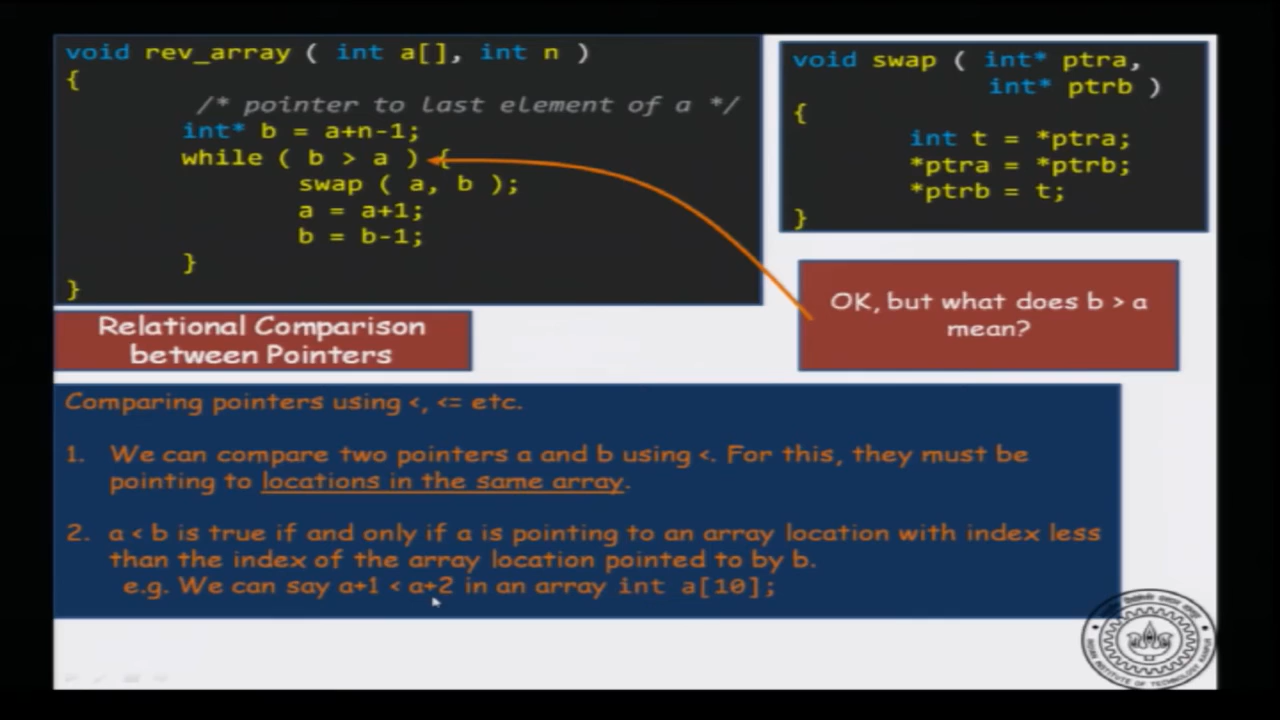 void rev_array ( int a[], int n )
{
/* pointer to last element of a */
int* b = a+n-1;
while ( b > a ) {
swap ( a, b );
a = a+1;
b = b-1;
}
}
void swap ( int* ptra,
int* ptrb )
{
int t = *ptra;
*ptra = *ptrb;
*ptrb = t;
}
OK, but what does b > a
mean?
Relational Comparison
between Pointers
Comparing pointers using <, <= etc.
1. We can compare two pointers a and b using <. For this, they must be
pointing to locations in the same array.
2. a < b is true if and only if a is pointing to an array location with index less
than the index of the array location pointed to by b.
e.g. We can say a+1 < a+2 in an array int a[10];